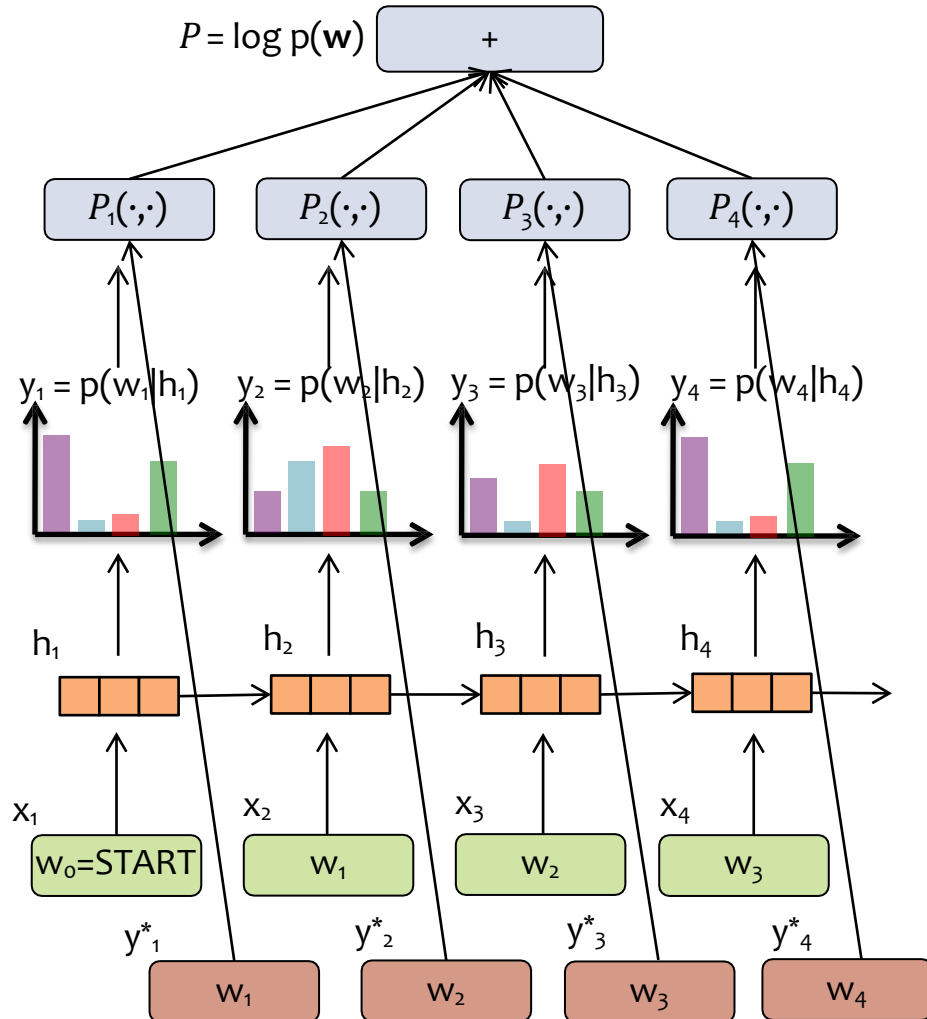 P = log p(w) +
P₁(·,·) P₂(·,·) P₃(·,·) P₄(·,·)
y₁ = p(w₁|h₁) y₂ = p(w₂|h₂) y₃ = p(w₃|h₃) y₄ = p(w₄|h₄)
h₁ h₂ h₃ h₄
x₁ x₂ x₃ x₄
w₀=START w₁ w₂ w₃
y*₁ y*₂ y*₃ y*₄
w₁ w₂ w₃ w₄